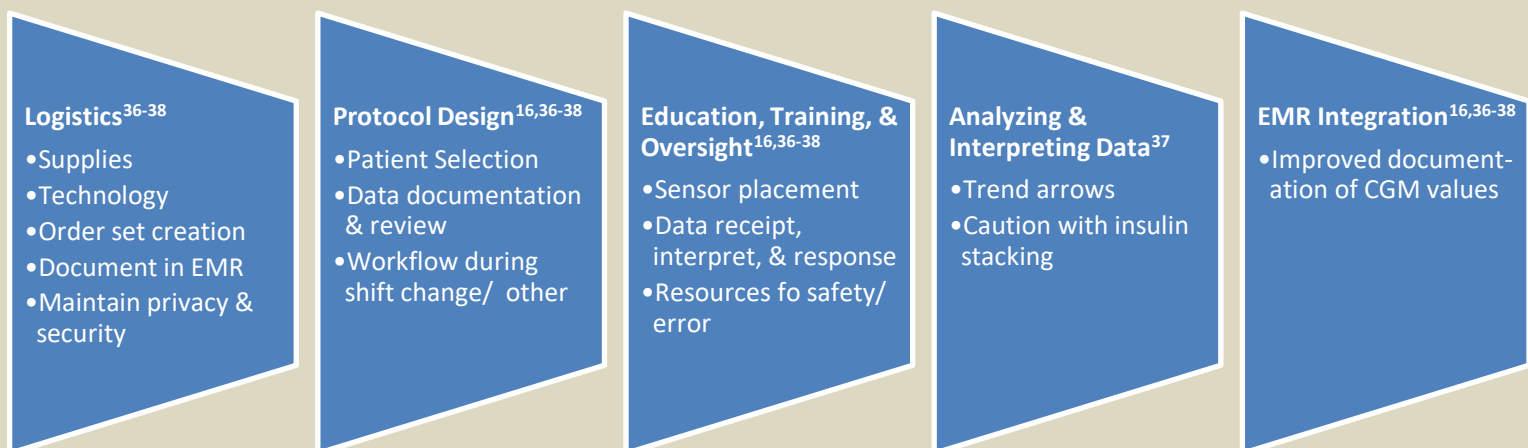 Logistics36-38
•Supplies
•Technology
•Order set creation
•Document in EMR
•Maintain privacy &
security
Protocol Design16,36-38
•Patient Selection
•Data documentation
& review
•Workflow during
shift change/ other
Education, Training, &
Oversight16,36-38
•Sensor placement
•Data receipt,
interpret, & response
•Resources fo safety/
error
Analyzing &
Interpreting Data37
•Trend arrows
•Caution with insulin
stacking
EMR Integration16,36-38
•Improved document-
ation of CGM values